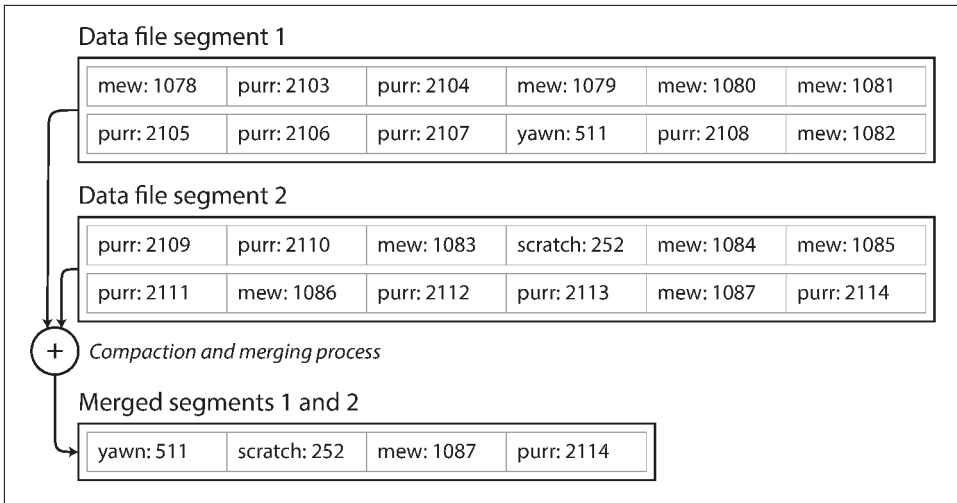 Data file segment 1
mew: 1078 purr: 2103 purr: 2104 mew: 1079 mew: 1080 mew: 1081
purr: 2105 purr: 2106 purr: 2107 yawn: 511 purr: 2108 mew: 1082
Data file segment 2
purr: 2109 purr: 2110 mew: 1083 scratch: 252 mew: 1084 mew: 1085
purr: 2111 mew: 1086 purr: 2112 purr: 2113 mew: 1087 purr: 2114
+ Compaction and merging process
Merged segments 1 and 2
yawn: 511 scratch: 252 mew: 1087 purr: 2114